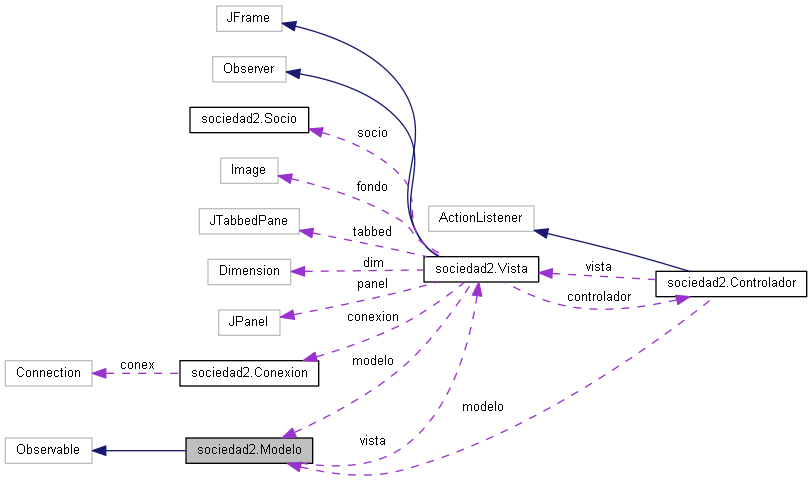 JFrame
Observer
sociedad2.Socio
socio
Image
fondo
JTabbedPane
ActionListener
tabbed
dim
vista
Dimension
sociedad2.Vista
sociedad2.Controlador
panel
controlador
JPanel
conexion
conex
modelo
Connection
sociedad2.Conexion
modelo
vista
Observable
sociedad2.Modelo